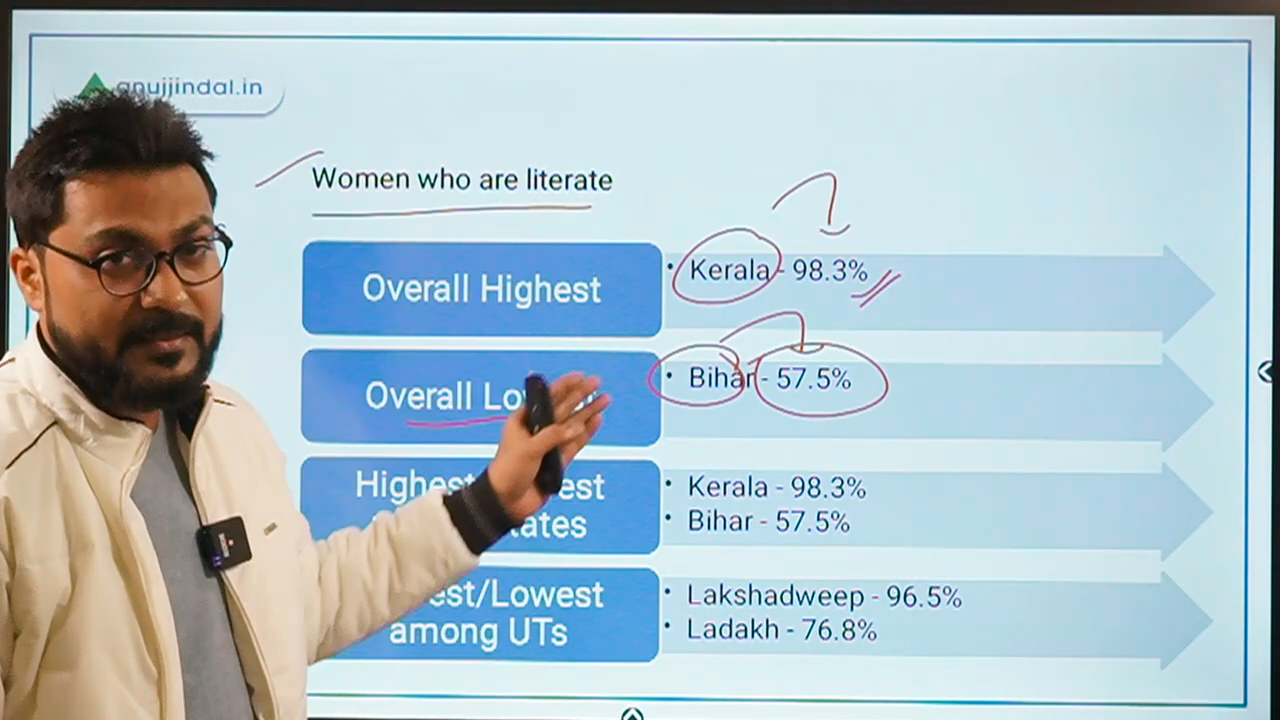 anujjindal.in
Women who are literate
Overall Highest
• Kerala - 98.3%
Overall
• Bihar - 57.5%
• Kerala - 98.3%
• Bihar - 57.5%
• Lakshadweep - 96.5%
est/Lowest
among UTs
• Ladakh - 76.8%